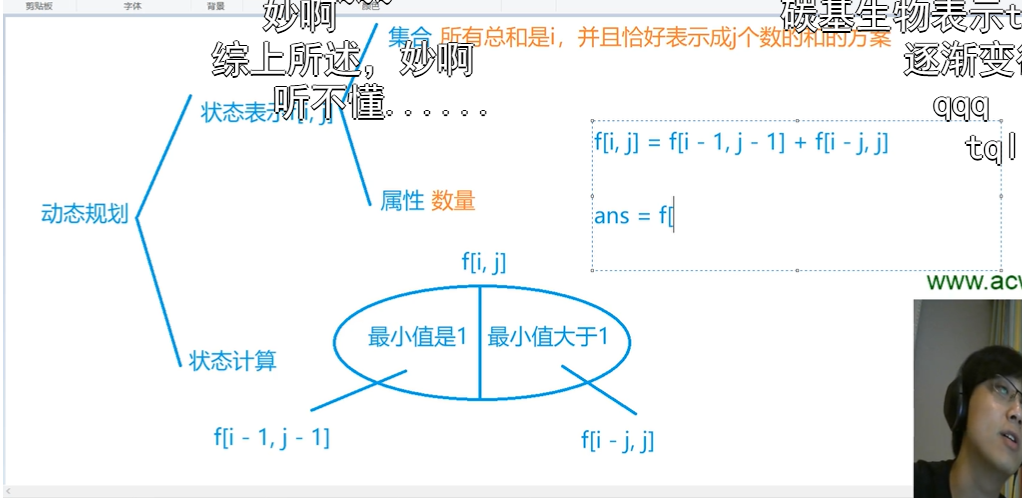 剪贴板
字体
背景
颜色
妙啊
碳基生物表示t
集合 所有总和是i，并且恰好表示成j个数的和的方案
综上所述，妙啊
逐渐变
听不懂......
状态表示
i, j]
qqq
tql
f[i, j] = f[i - 1, j - 1] + f[i - j, j]
属性 数量
动态规划
ans = f[
f[i, j]
www.acw
最小值是1
最小值大于1
状态计算
f[i - 1, j - 1]
f[i - j, j]